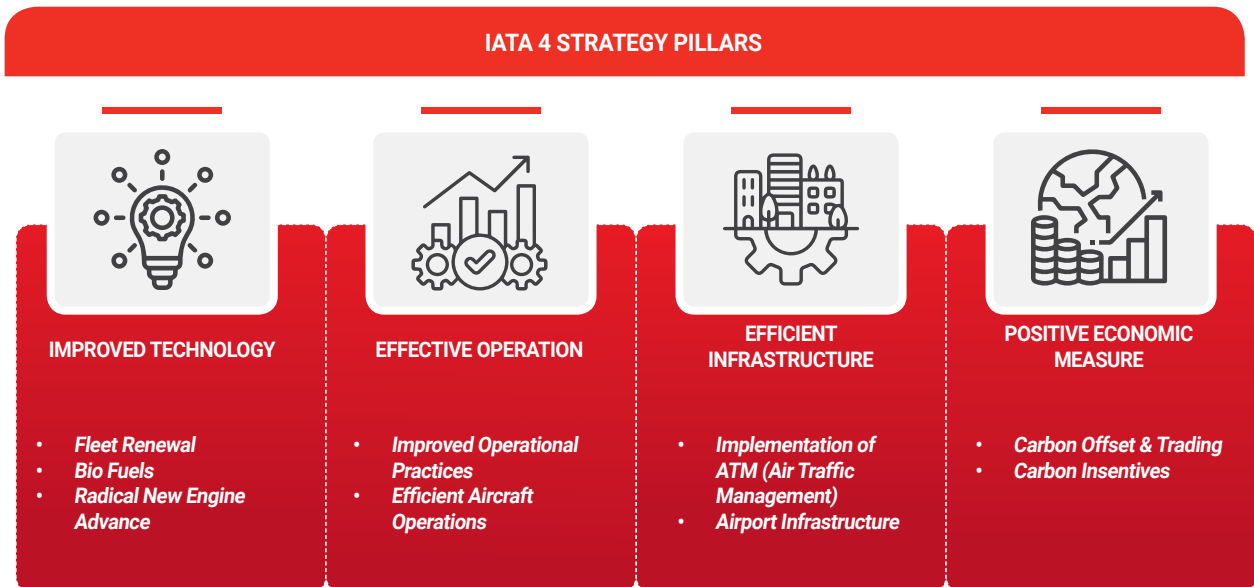 IATA 4 STRATEGY PILLARS
IMPROVED TECHNOLOGY
• Fleet Renewal
• Bio Fuels
• Radical New Engine
Advance
EFFECTIVE OPERATION
• Improved Operational
Practices
• Efficient Aircraft
Operations
EFFICIENT
INFRASTRUCTURE
• Implementation of
ATM (Air Traffic
Management)
• Airport Infrastructure
POSITIVE ECONOMIC
MEASURE
• Carbon Offset & Trading
• Carbon Incentives